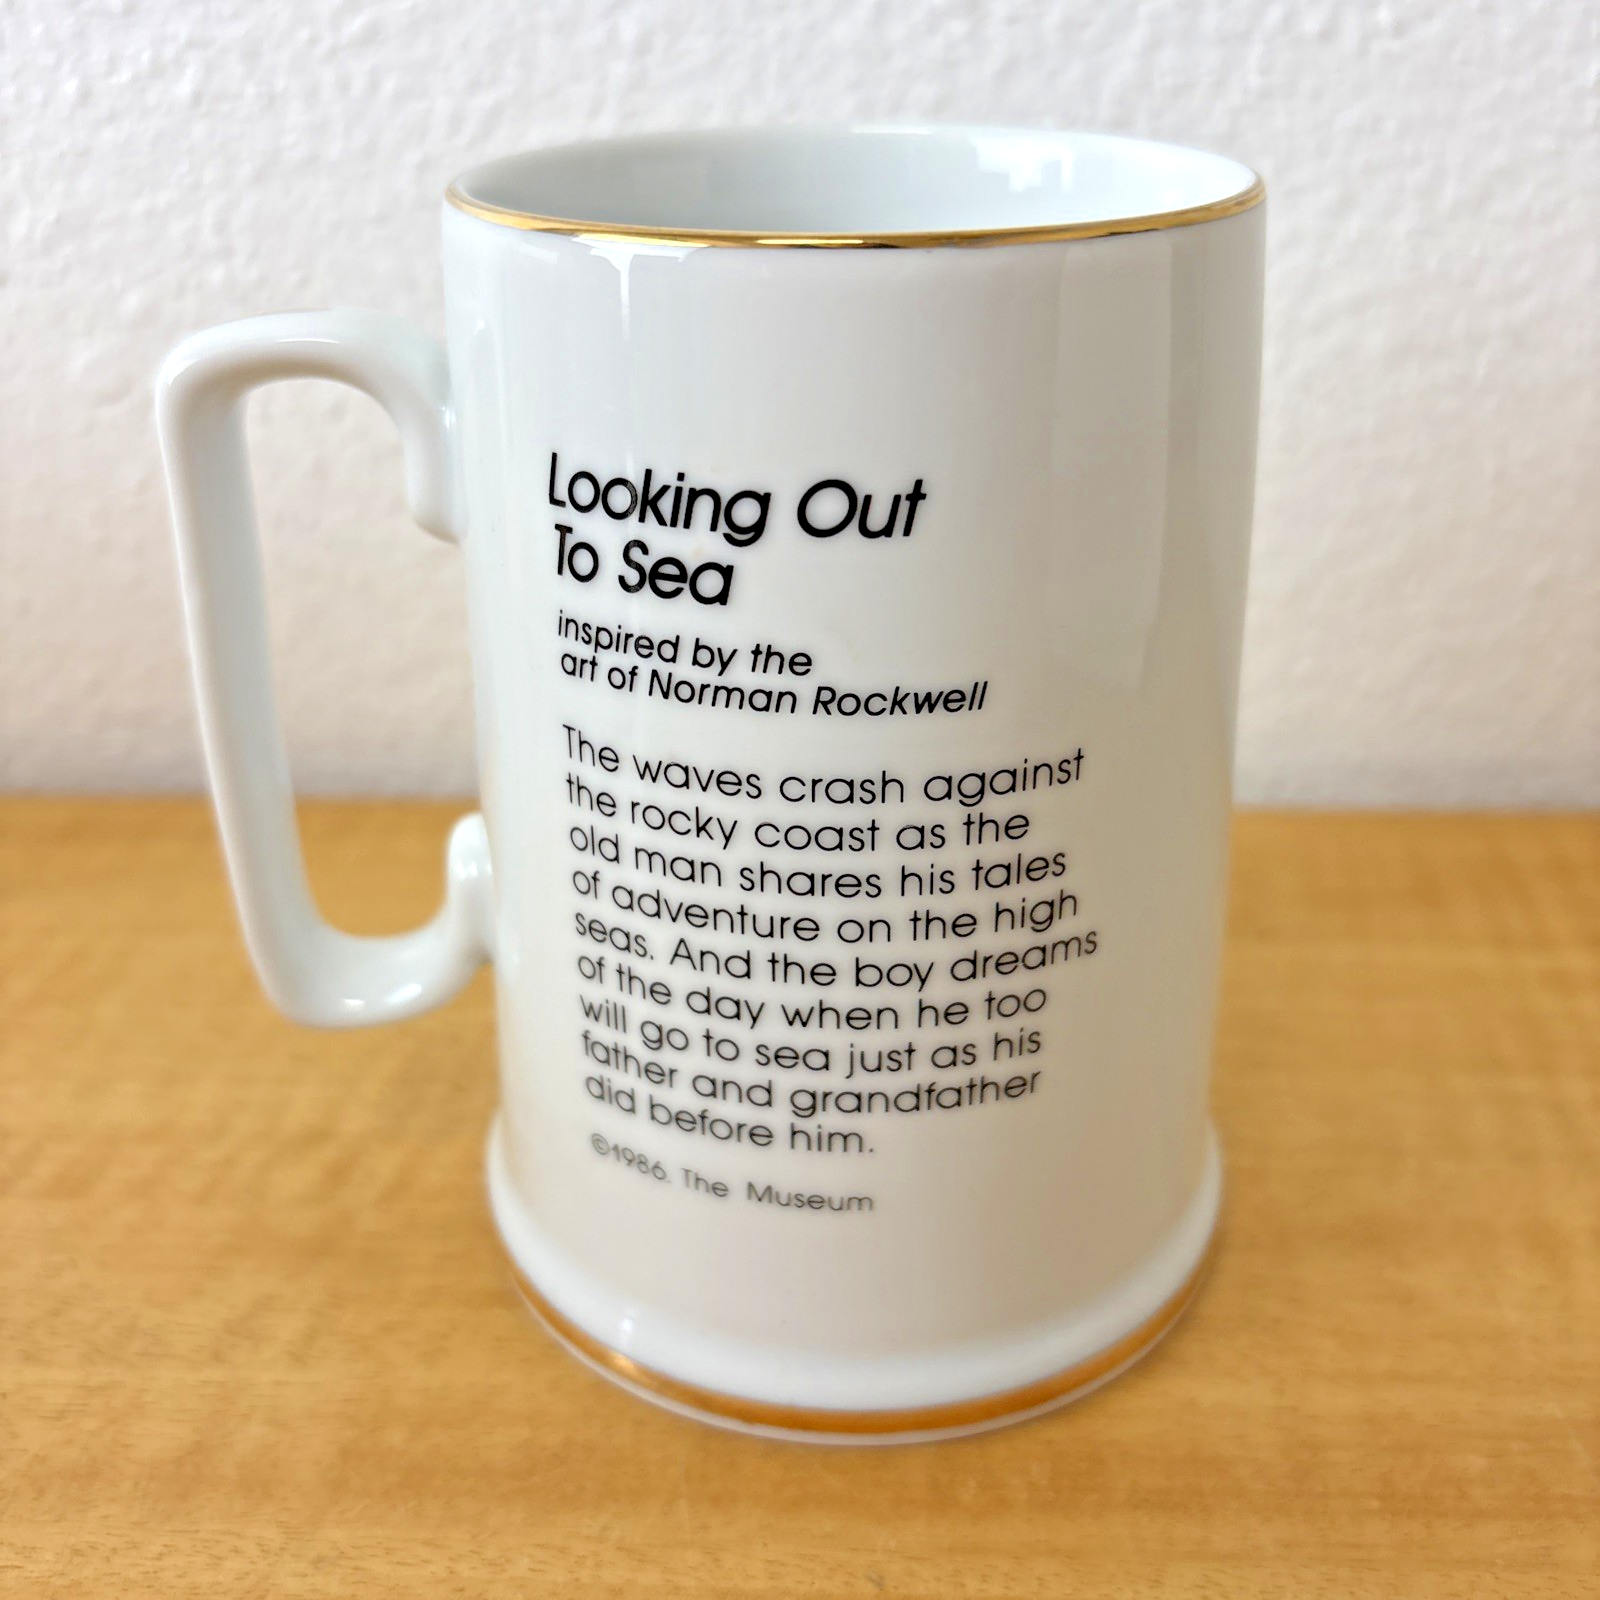 Looking Out
To Sea
inspired by the
art of Norman Rockwell
The waves crash against
the rocky coast as the
old man shares his tales
of adventure on the high
seas. And the boy dreams
of the day when he too
will go to sea just as his
father and grandfather
did before him.
©1986. The Museum